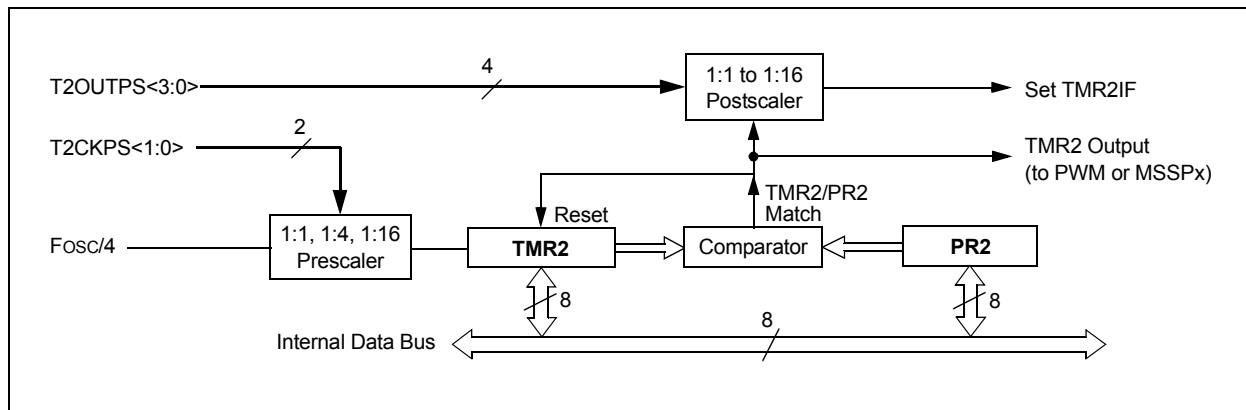 T2OUTPS<3:0>
4
1:1 to 1:16
Postscaler
Set TMR2IF
T2CKPS<1:0>
2
TMR2 Output
(to PWM or MSSPx)
TMR2/PR2
Match
Reset
FOSC/4
1:1, 1:4, 1:16
Prescaler
TMR2
Comparator
PR2
8
8
8
Internal Data Bus